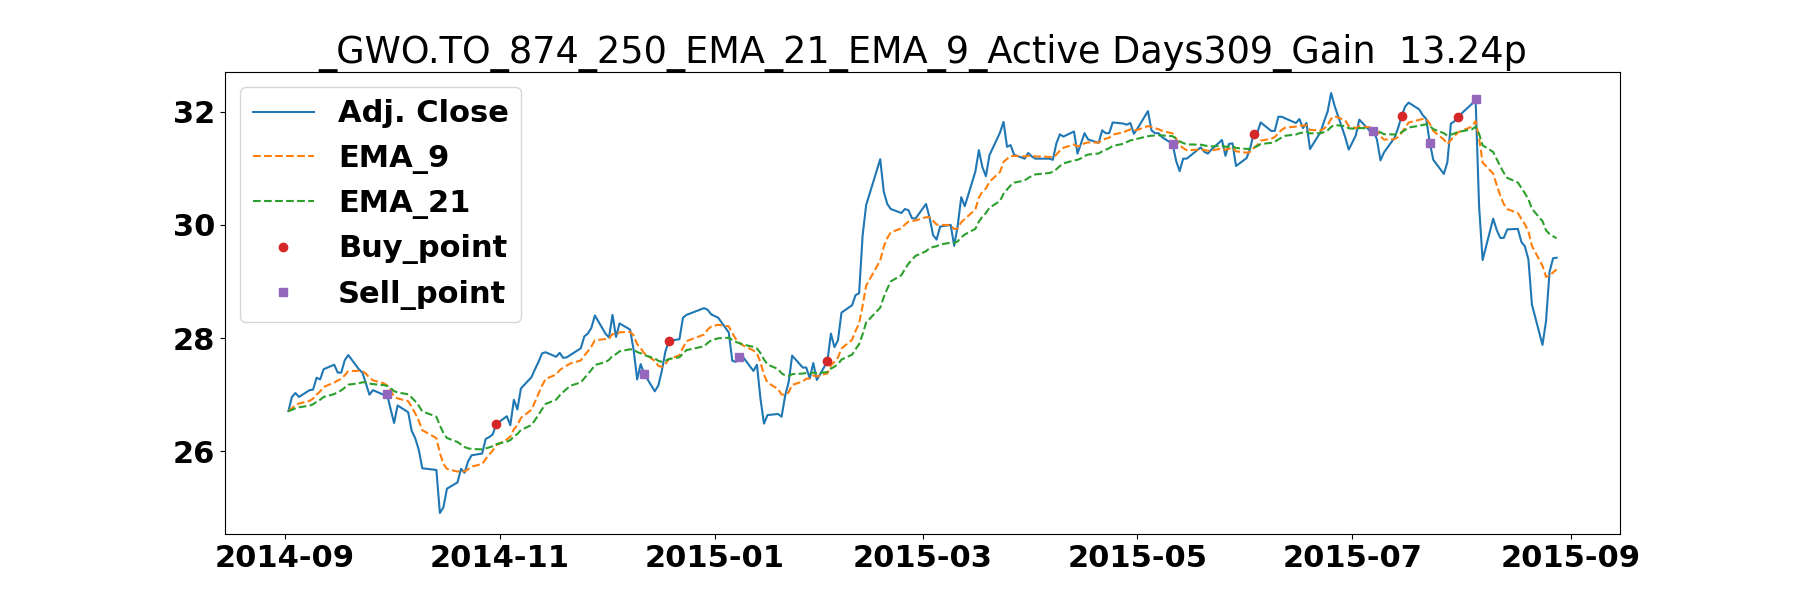 _GWO.TO_874_250_EMA_21_EMA_9_Active Days309_Gain  13.24p
Adj. Close
EMA_9
EMA_21
Buy_point
Sell_point
32
30
28
26
2014-09
2014-11
2015-01
2015-03
2015-05
2015-07
2015-09